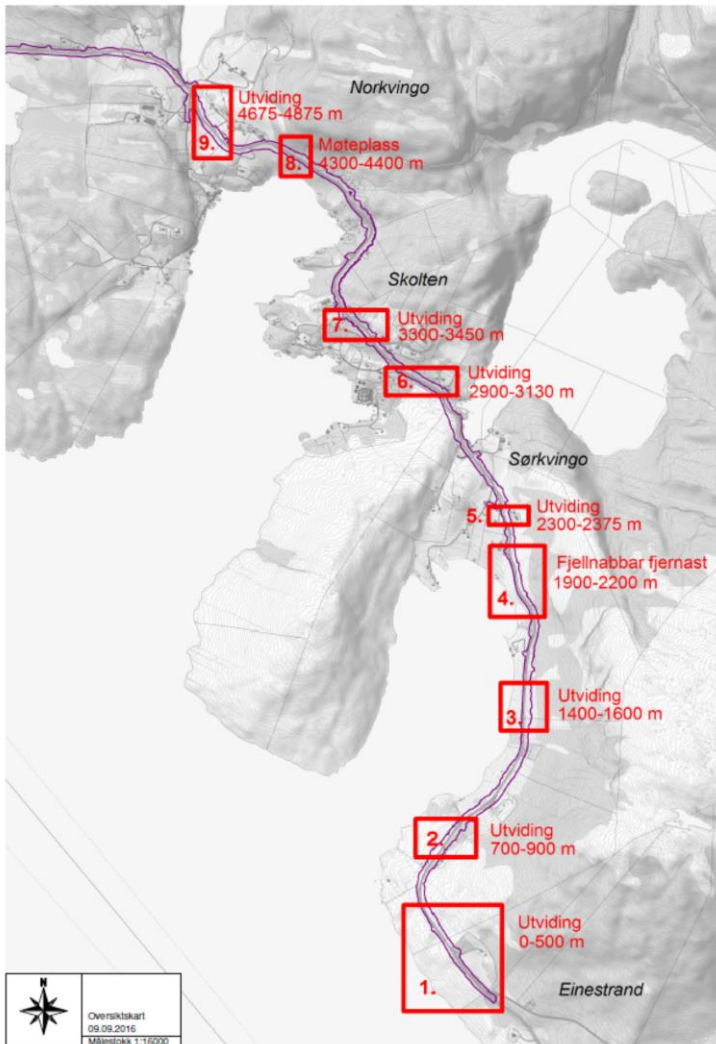 Norkvingo
Utviding
4675-4875 m
9.
Møteplass
8.
4300-4400 m
Skolten
7.
Utviding
3300-3450 m
6.
Utviding
2900-3130 m
Sørkvingo
5.
Utviding
2300-2375 m
Fjellnabbar fjernast
1900-2200 m
4.
3.
Utviding
1400-1600 m
2.
Utviding
700-900 m
Utviding
0-500 m
1.
Einestrand
N
Oversiktskart
09.09.2016
Målestokk 1:16000